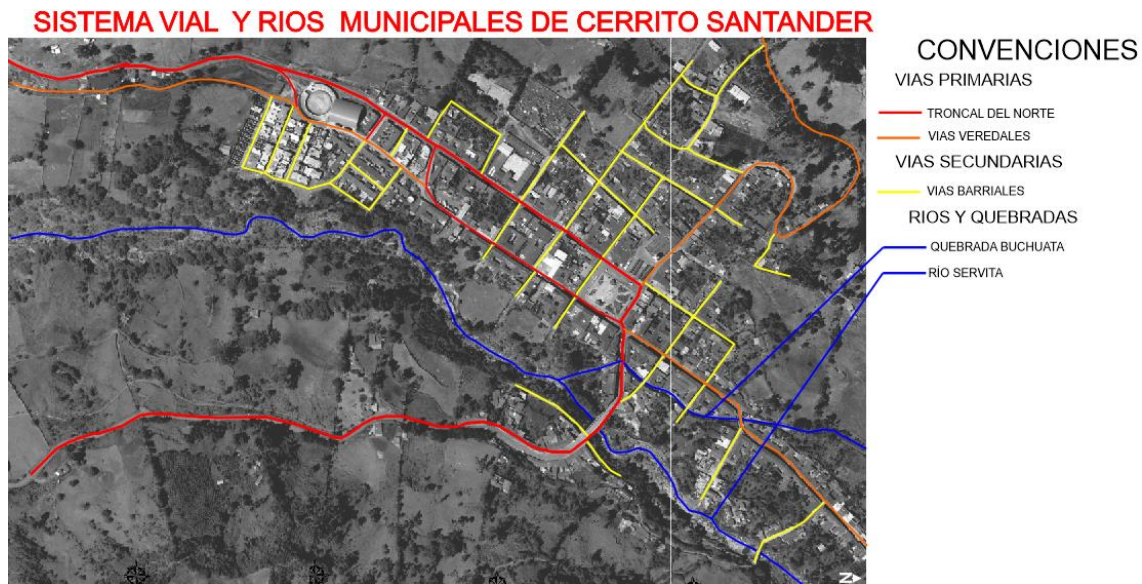 SISTEMA VIAL Y RIOS MUNICIPALES DE CERRITO SANTANDER
CONVENCIONES
VIAS PRIMARIAS
TRONCAL DEL NORTE
VIAS VEREDALES
VIAS SECUNDARIAS
VIAS BARRIALES
RIOS Y QUEBRADAS
QUEBRADA BUCHUATA
RÍO SERVITA
N